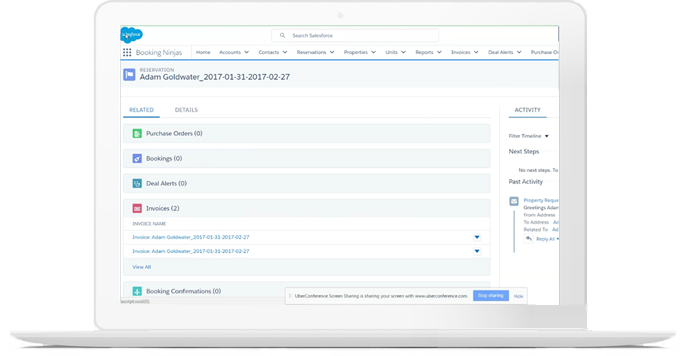 salesforce
Search Salesforce
Booking Ninjas
Home
Accounts
Contacts
Reservations
Properties
Units
Reports
Invoices
Deal Alerts
Purchase Or
RESERVATION
Adam Goldwater_2017-01-31-2017-02-27
RELATED
DETAILS
Purchase Orders (0)
Bookings (0)
Deal Alerts (0)
Invoices (2)
INVOICE NAME
Invoice: Adam Goldwater_2017-01-31-2017-02-27
Invoice: Adam Goldwater_2017-01-31-2017-02-27
View All
Booking Confirmations (0)
ACTIVITY
Filter Timeline
Next Steps
No next steps. To
Past Activity
Property Reque
Greetings Adam
From Address
To Address Ad
Related To Ad
Reply All
UberConference Screen Sharing is sharing your screen with www.uberconference.com.
Stop sharing
Hide